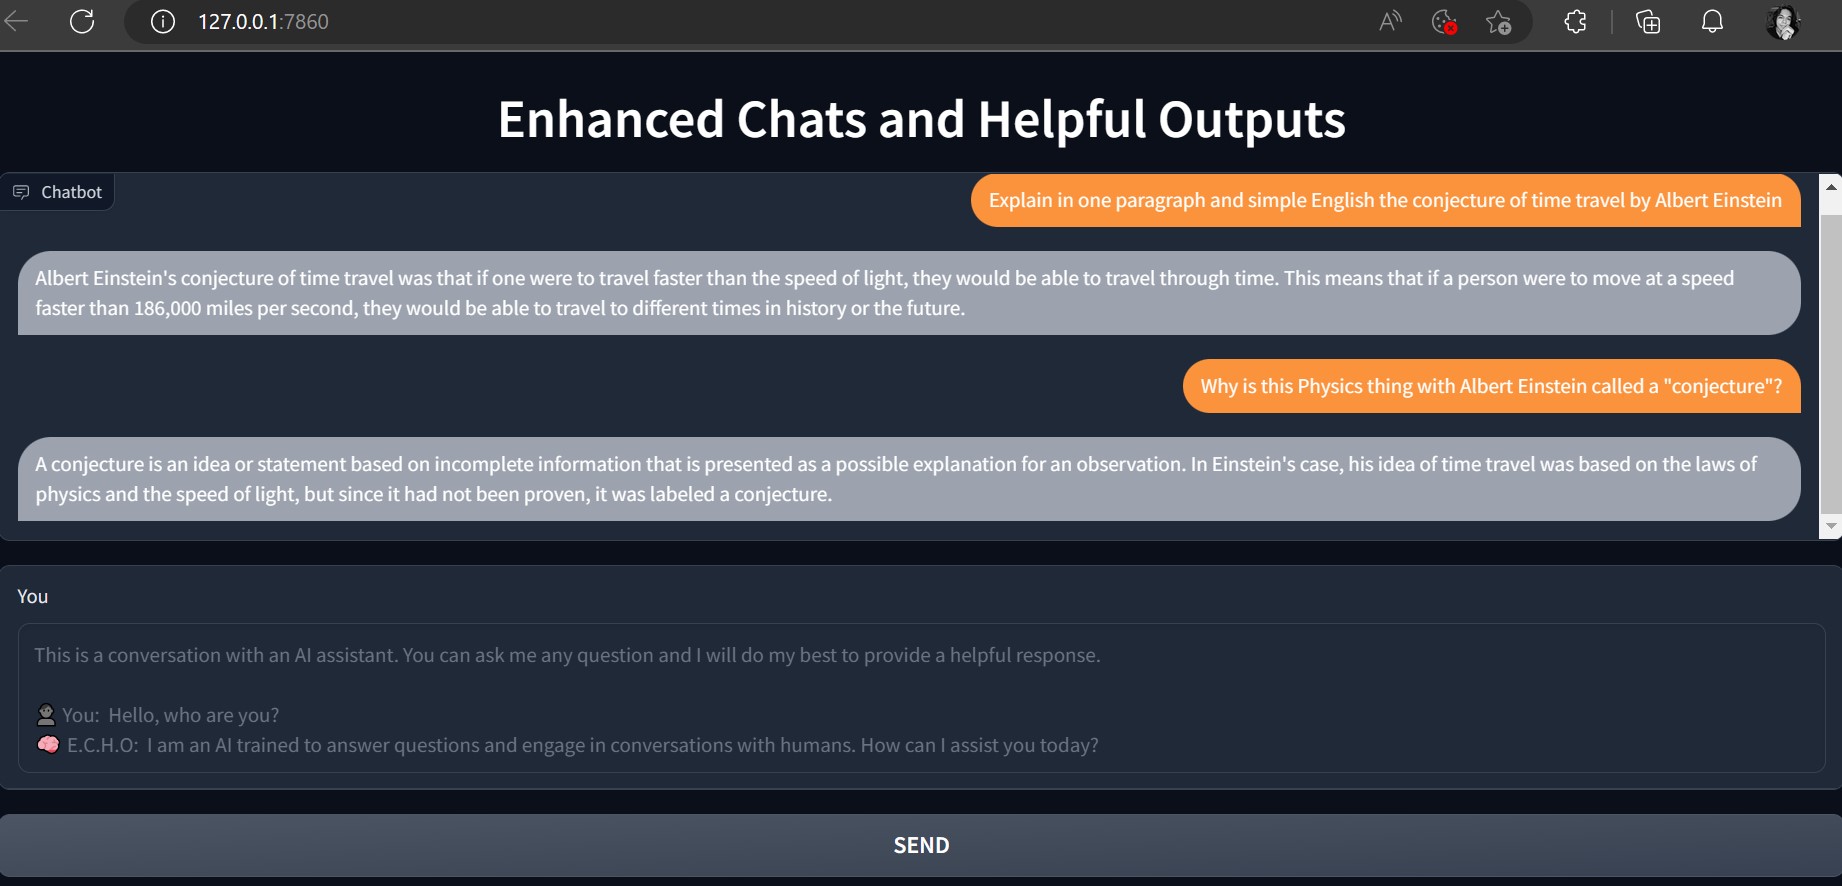 127.0.0.1:7860
Enhanced Chats and Helpful Outputs
Chatbot
Explain in one paragraph and simple English the conjecture of time travel by Albert Einstein
Albert Einstein's conjecture of time travel was that if one were to travel faster than the speed of light, they would be able to travel through time. This means that if a person were to move at a speed
faster than 186,000 miles per second, they would be able to travel to different times in history or the future.
Why is this Physics thing with Albert Einstein called a "conjecture"?
A conjecture is an idea or statement based on incomplete information that is presented as a possible explanation for an observation. In Einstein's case, his idea of time travel was based on the laws of
physics and the speed of light, but since it had not been proven, it was labeled a conjecture.
You
This is a conversation with an AI assistant. You can ask me any question and I will do my best to provide a helpful response.
You: Hello, who are you?
E.C.H.O: I am an AI trained to answer questions and engage in conversations with humans. How can I assist you today?
SEND